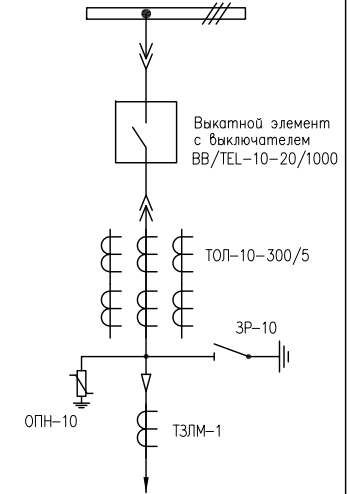 Выкатной элемент
с выключателем
BB/TEL-10-20/1000
ТОЛ-10-300/5
ЗР-10
ОПН-10
ТЗЛМ-1